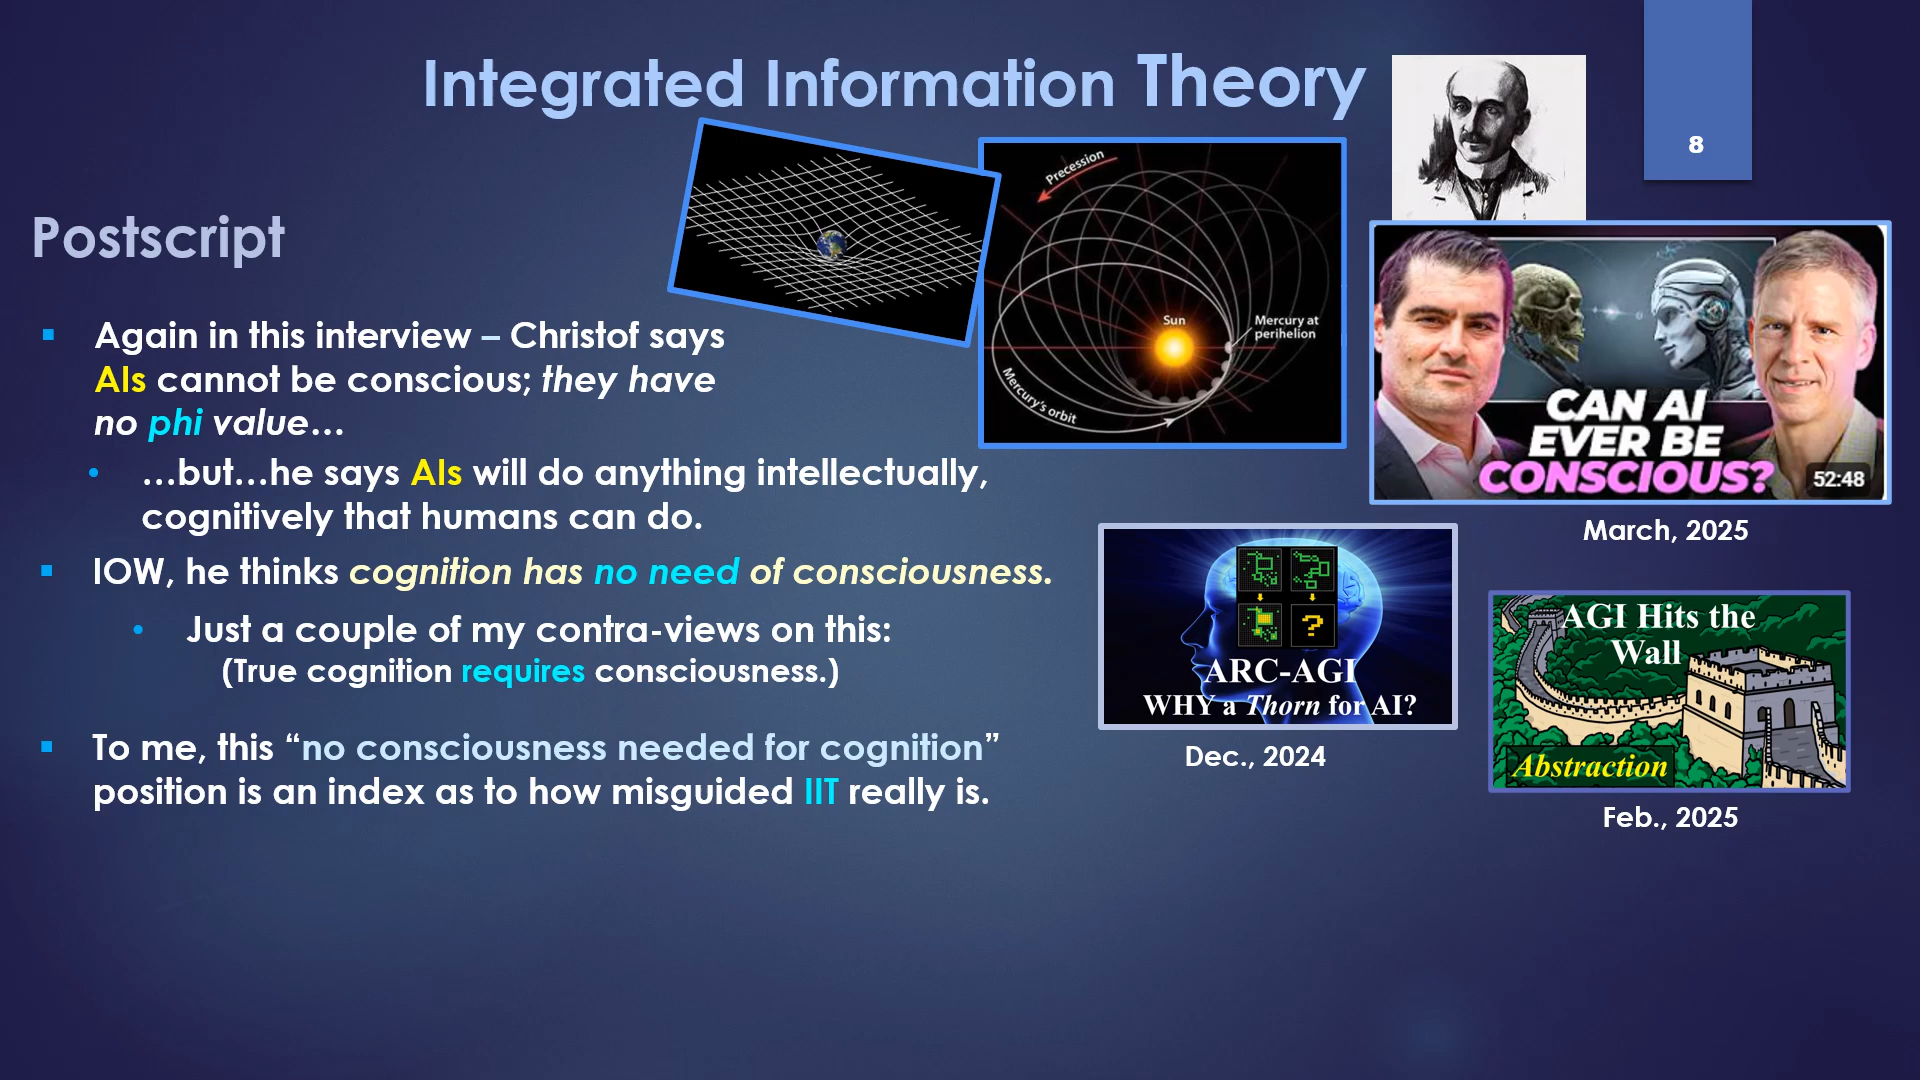 Integrated Information Theory
8
Postscript
Precession
Sun
Mercury at
perihelion
Mercury's orbit
Again in this interview – Christof says
AIs cannot be conscious; they have
no phi value…
…but…he says AIs will do anything intellectually,
cognitively that humans can do.
IOW, he thinks cognition has no need of consciousness.
Just a couple of my contra-views on this:
(True cognition requires consciousness.)
To me, this “no consciousness needed for cognition”
position is an index as to how misguided IIT really is.
CAN AI
EVER BE
CONSCIOUS?
52:48
March, 2025
?
ARC-AGI
WHY a Thorn for AI?
Dec., 2024
AGI Hits the
Wall
Abstraction
Feb., 2025